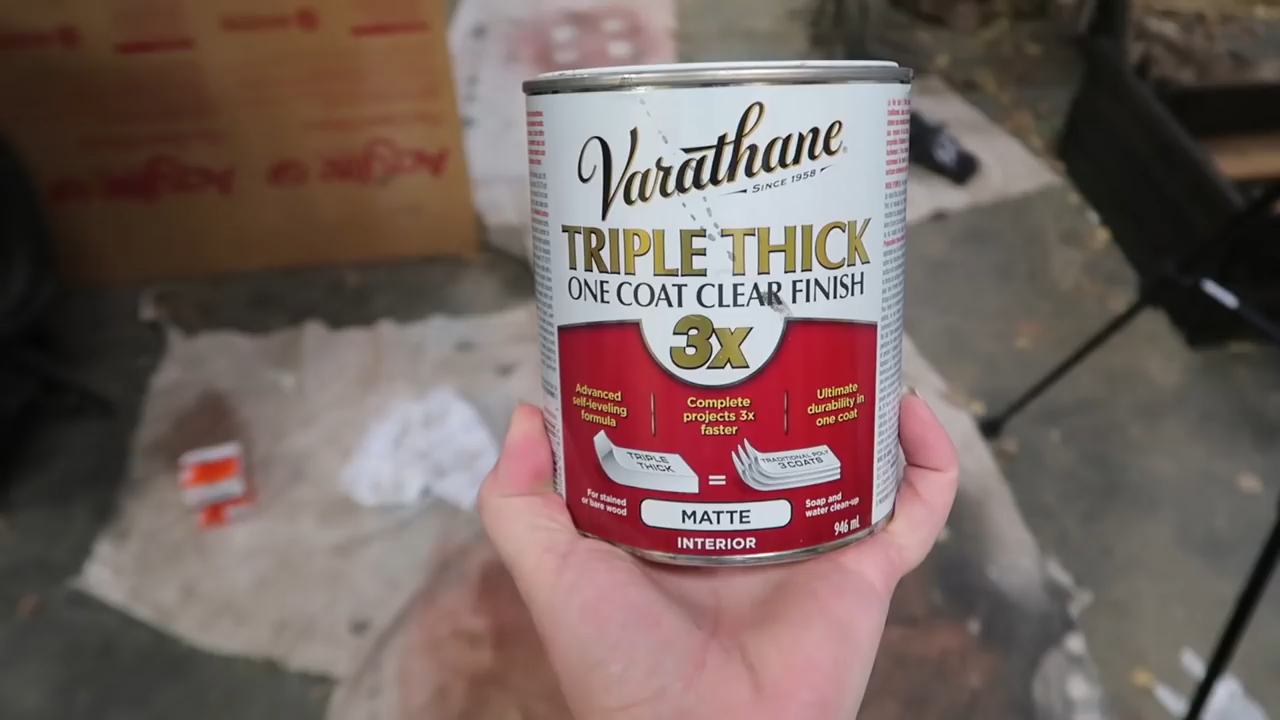 Varathane®
SINCE 1958
TRIPLE THICK
ONE COAT CLEAR FINISH
3x
Advanced
self-leveling
formula
Complete
projects 3x
faster
Ultimate
durability in
one coat
TRIPLE
THICK
=
TRADITIONAL POLY
3 COATS
For stained
or bare wood
MATTE
Soap and
water clean-up
INTERIOR
946 mL